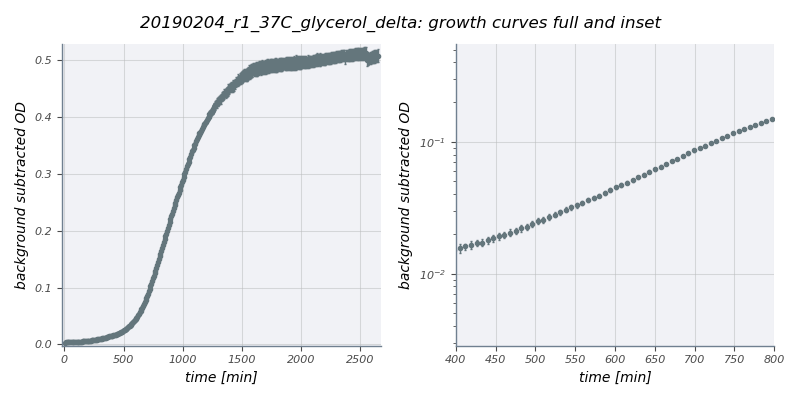 20190204_r1_37C_glycerol_delta: growth curves full and inset
background subtracted OD
0.5
0.4
0.3
0.2
0.1
0.0
0 500 1000 1500 2000 2500
time [min]
background subtracted OD
10⁻¹
10⁻²
400 450 500 550 600 650 700 750 800
time [min]